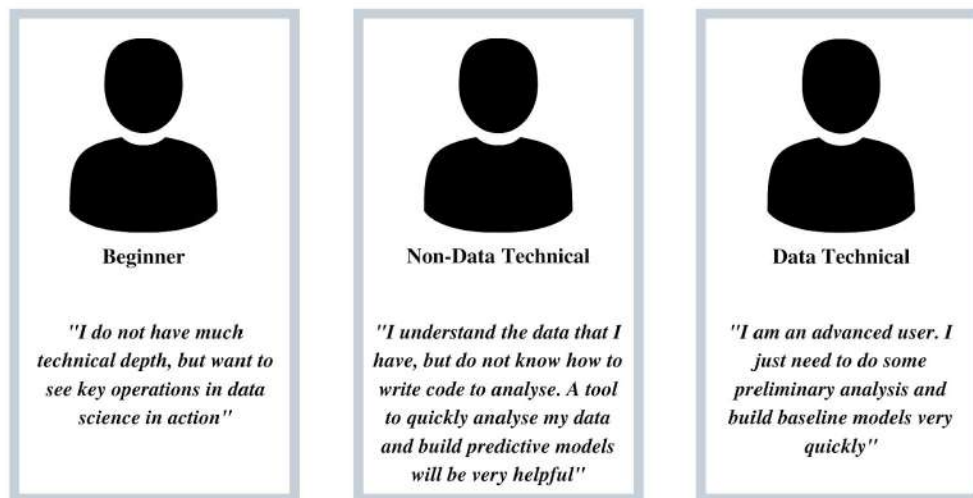 Beginner
"I do not have much
technical depth, but want to
see key operations in data
science in action"
Non-Data Technical
"I understand the data that I
have, but do not know how to
write code to analyse. A tool
to quickly analyse my data
and build predictive models
will be very helpful"
Data Technical
"I am an advanced user. I
just need to do some
preliminary analysis and
build baseline models very
quickly"